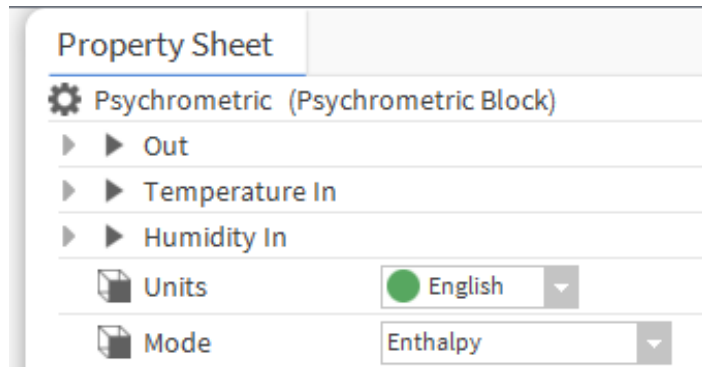 Property Sheet
Psychrometric (Psychrometric Block)
Out
Temperature In
Humidity In
Units English
Mode Enthalpy